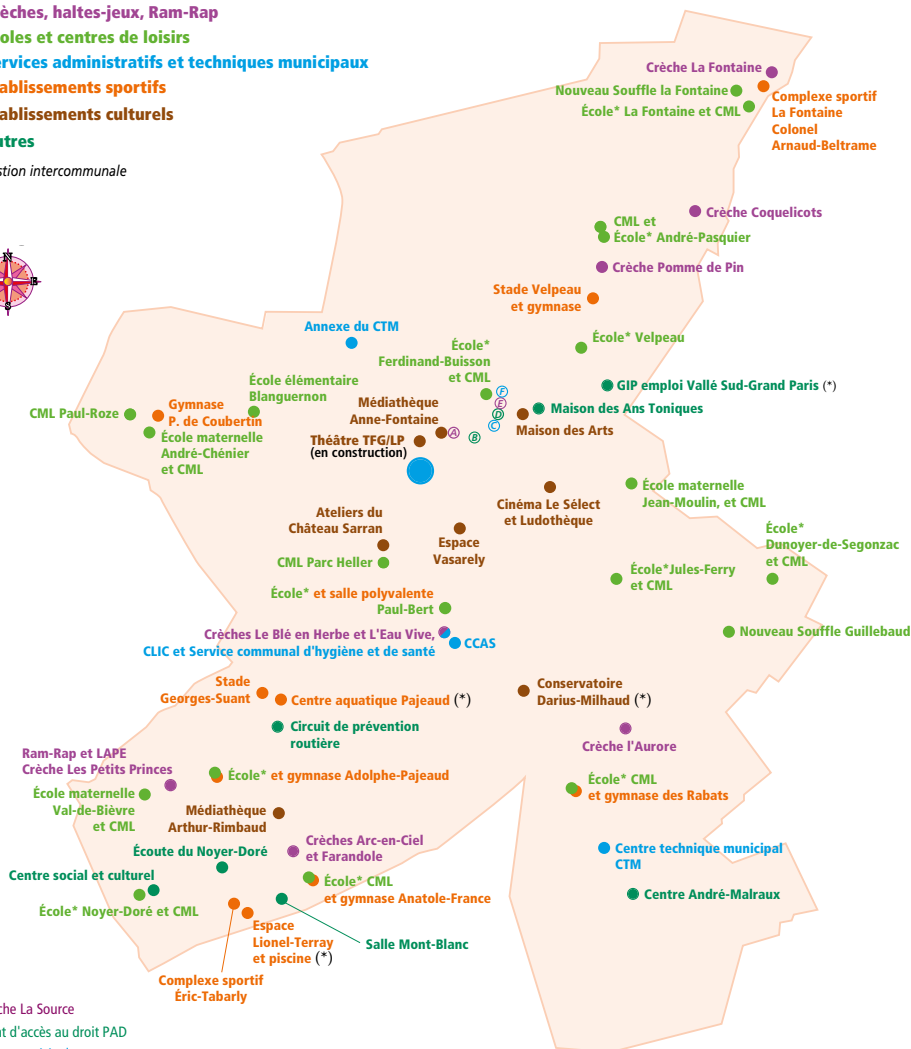 èches, haltes-jeux, Ram-Rap
oles et centres de loisirs
ervices administratifs et techniques municipaux
ablissements sportifs
ablissements culturels
utres
stion intercommunale
N
E
S
Crèche La Fontaine
Nouveau Souffle la Fontaine
École* La Fontaine et CML
Complexe sportif
La Fontaine
Colonel
Arnaud-Beltrame
Crèche Coquelicots
CML et
École* André-Pasquier
Crèche Pomme de Pin
Stade Velpeau
et gymnase
Annexe du CTM
École* Velpeau
École*
Ferdinand-Buisson
et CML
École élémentaire
Blanguernon
GIP emploi Vallé Sud-Grand Paris (*)
F
E
D
C
Médiathèque
Anne-Fontaine
A
B
Maison des Ans Toniques
Maison des Arts
CML Paul-Roze
Gymnase
P. de Coubertin
École maternelle
André-Chénier
et CML
Théâtre TFG/LP
(en construction)
Cinéma Le Sélect
et Ludothèque
École maternelle
Jean-Moulin, et CML
Ateliers du
Château Sarran
Espace
Vasarely
CML Parc Heller
École*
Dunoyer-de-Segonzac
et CML
École*Jules-Ferry
et CML
École* et salle polyvalente
Paul-Bert
Crèches Le Blé en Herbe et L'Eau Vive,
CLIC et Service communal d'hygiène et de santé
CCAS
Nouveau Souffle Guillebaud
Stade
Georges-Suant
Centre aquatique Pajeaud (*)
Conservatoire
Darius-Milhaud (*)
Circuit de prévention
routière
Crèche l'Aurore
Ram-Rap et LAPE
Crèche Les Petits Princes
École* et gymnase Adolphe-Pajeaud
École* CML
et gymnase des Rabats
École maternelle
Val-de-Bièvre
et CML
Médiathèque
Arthur-Rimbaud
Crèches Arc-en-Ciel
et Farandole
Écoute du Noyer-Doré
Centre technique municipal
CTM
Centre social et culturel
École* CML
et gymnase Anatole-France
Centre André-Malraux
École* Noyer-Doré et CML
Espace
Lionel-Terray
et piscine (*)
Salle Mont-Blanc
Complexe sportif
Éric-Tabarly
che La Source
t d'accès au droit PAD